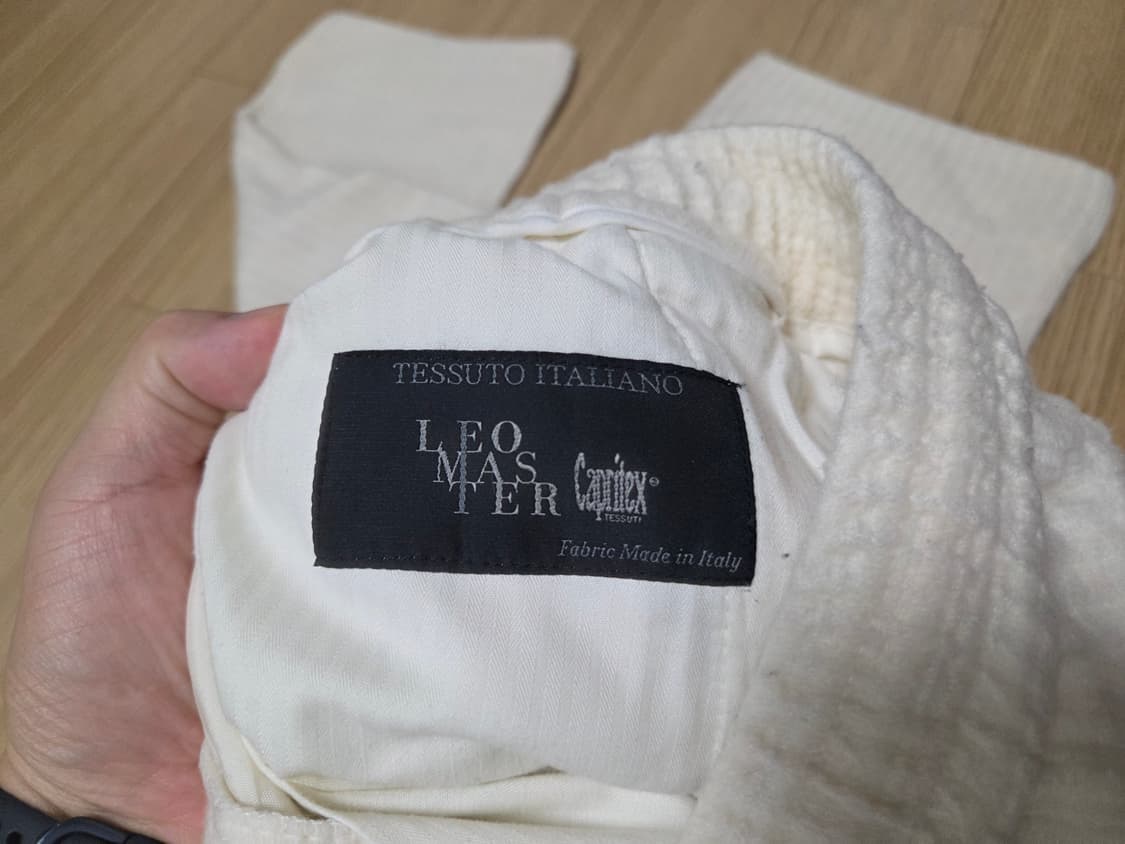 TESSUTO ITALIANO
LEO
MAS
TER
Capritex®
TESSUTI
Fabric Made in Italy